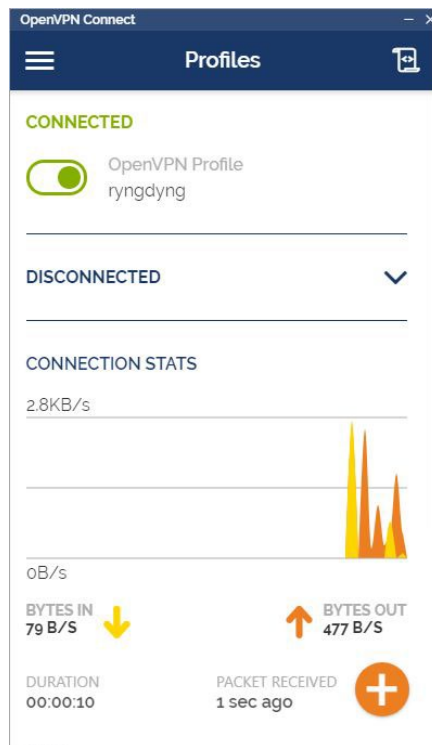 OpenVPN Connect
Profiles
CONNECTED
OpenVPN Profile
ryngdyng
DISCONNECTED
CONNECTION STATS
2.8KB/s
0B/s
BYTES IN
79 B/S
BYTES OUT
477 B/S
DURATION
00:00:10
PACKET RECEIVED
1 sec ago